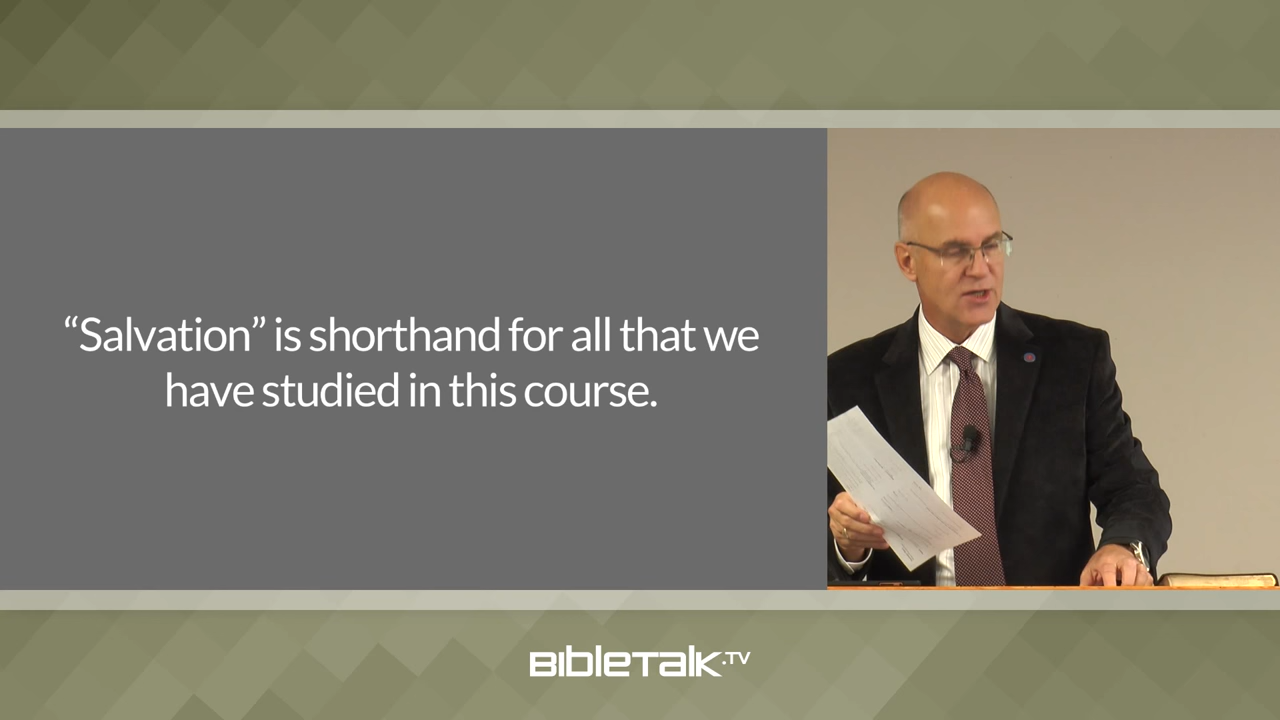 “Salvation” is shorthand for all that we
have studied in this course.
BIBLETALK.TV